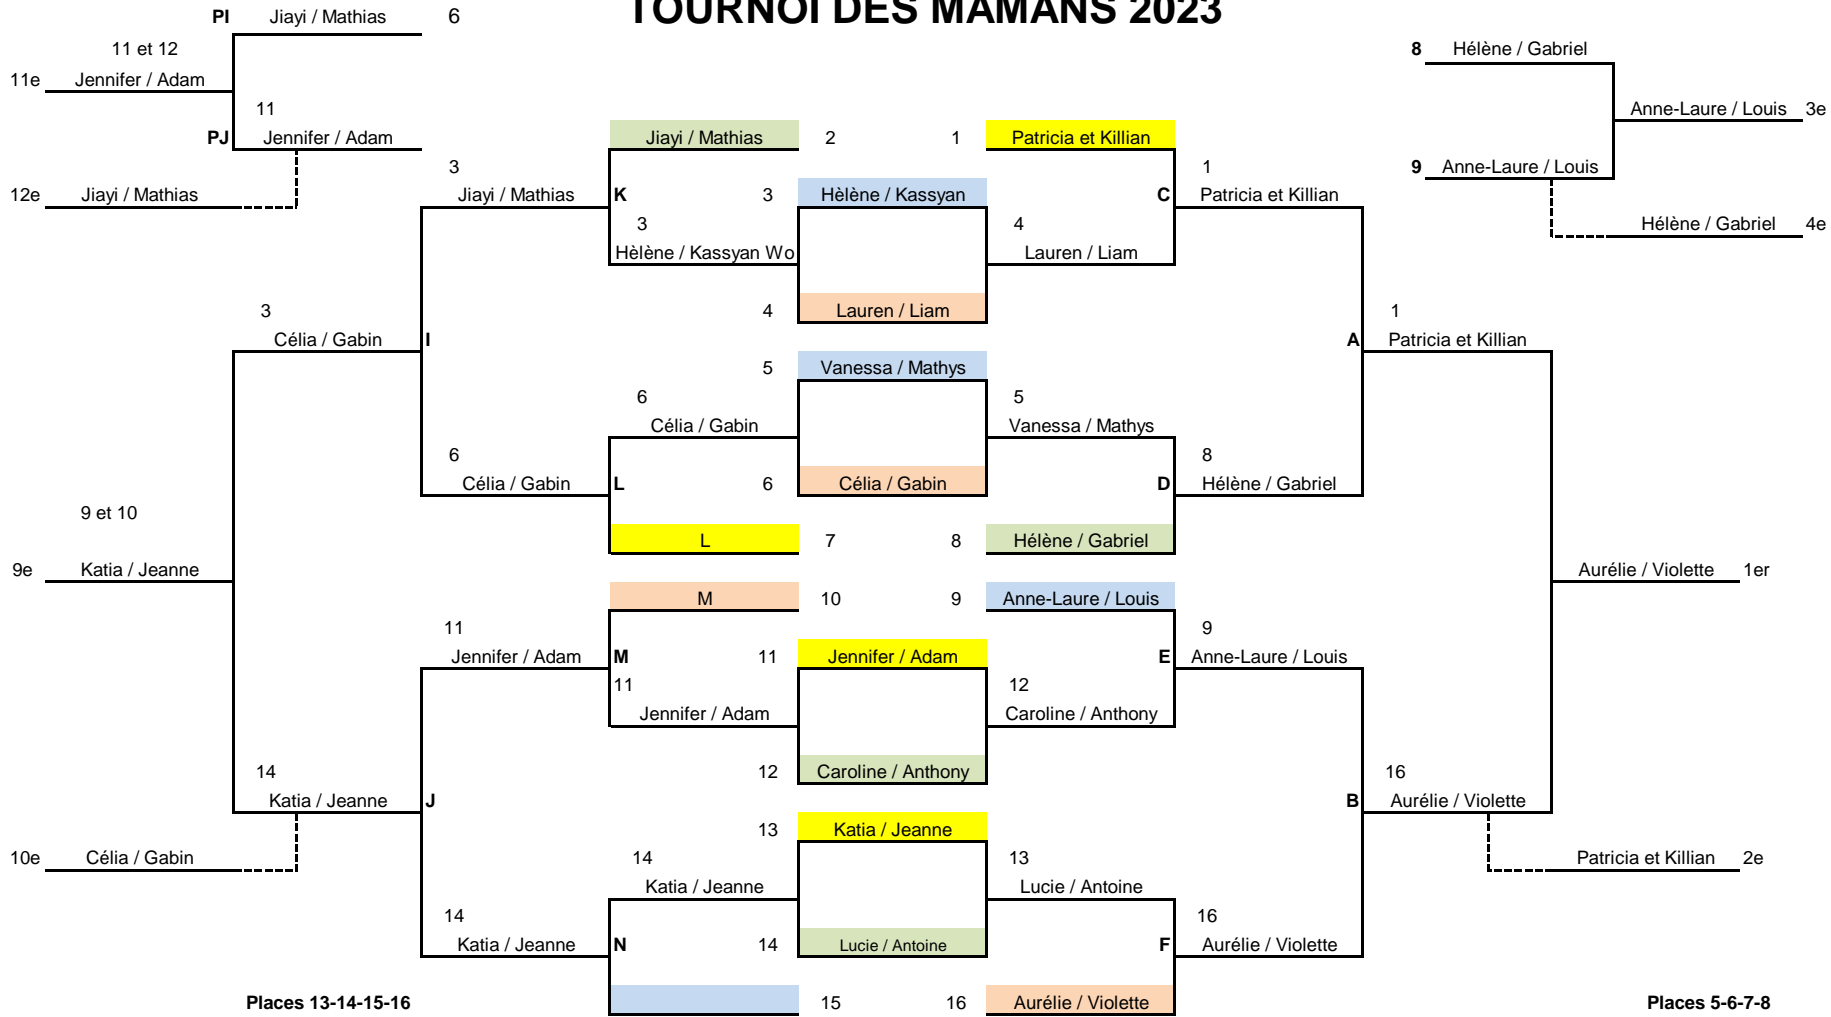 TOURNOI DES MAMANS 2023
PI Jiayi / Mathias 6
11 et 12
8 Hélène / Gabriel
11e Jennifer / Adam
11
Anne-Laure / Louis 3e
PJ Jennifer / Adam
Jiayi / Mathias 2 1 Patricia et Killian
3
1
9 Anne-Laure / Louis
12e Jiayi / Mathias
Jiayi / Mathias K 3 Hèlène / Kassyan C Patricia et Killian
3
4
Hélène / Gabriel 4e
Hèlène / Kassyan Wo
Lauren / Liam
3
4 Lauren / Liam
1
Célia / Gabin I
A Patricia et Killian
5 Vanessa / Mathys
6
5
Célia / Gabin
Vanessa / Mathys
6
8
Célia / Gabin L 6 Célia / Gabin D Hélène / Gabriel
9 et 10
L 7 8 Hélène / Gabriel
9e Katia / Jeanne
Aurélie / Violette 1er
M 10 9 Anne-Laure / Louis
11
9
Jennifer / Adam M 11 Jennifer / Adam E Anne-Laure / Louis
11
12
Jennifer / Adam
Caroline / Anthony
14
12 Caroline / Anthony
16
Katia / Jeanne J
B Aurélie / Violette
13 Katia / Jeanne
10e Célia / Gabin
14
13
Patricia et Killian 2e
Katia / Jeanne
Lucie / Antoine
14
16
Katia / Jeanne N 14 Lucie / Antoine F Aurélie / Violette
Places 13-14-15-16
15 16 Aurélie / Violette
Places 5-6-7-8